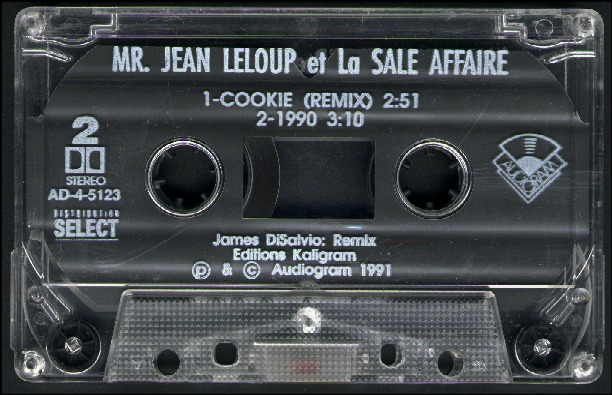 MR. JEAN LELOUP et La SALE AFFAIRE
1-COOKIE (REMIX) 2:51
2-1990 3:10
2
STEREO
AD-4-5123
DISTRIBUTION
SELECT
AUDIOGRAM
James DiSalvio: Remix
Editions Kaligram
℗ & © Audiogram 1991